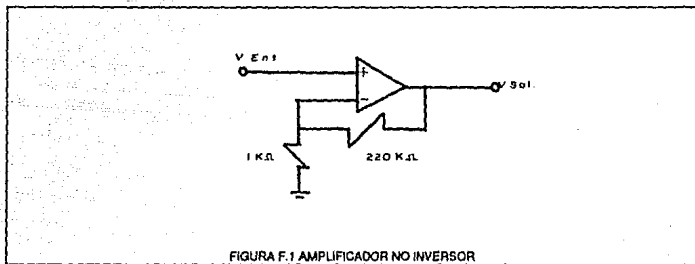 V Ent
V Sal.
1 KΩ
220 KΩ
FIGURA F.1 AMPLIFICADOR NO INVERSOR